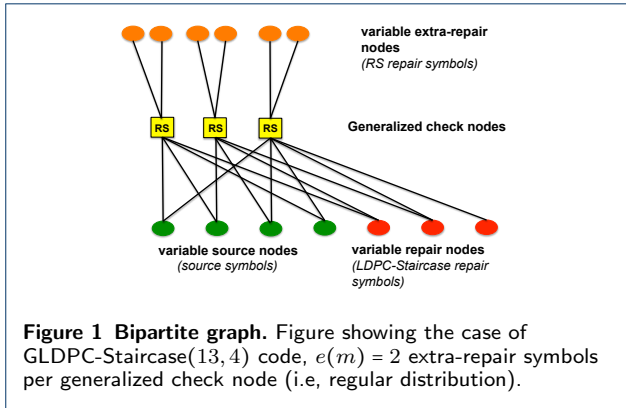 variable extra-repair
nodes
(RS repair symbols)
RS RS RS
Generalized check nodes
variable source nodes
(source symbols)
variable repair nodes
(LDPC-Staircase repair
symbols)
Figure 1 Bipartite graph. Figure showing the case of
GLDPC-Staircase(13, 4) code, e(m) = 2 extra-repair symbols
per generalized check node (i.e, regular distribution).